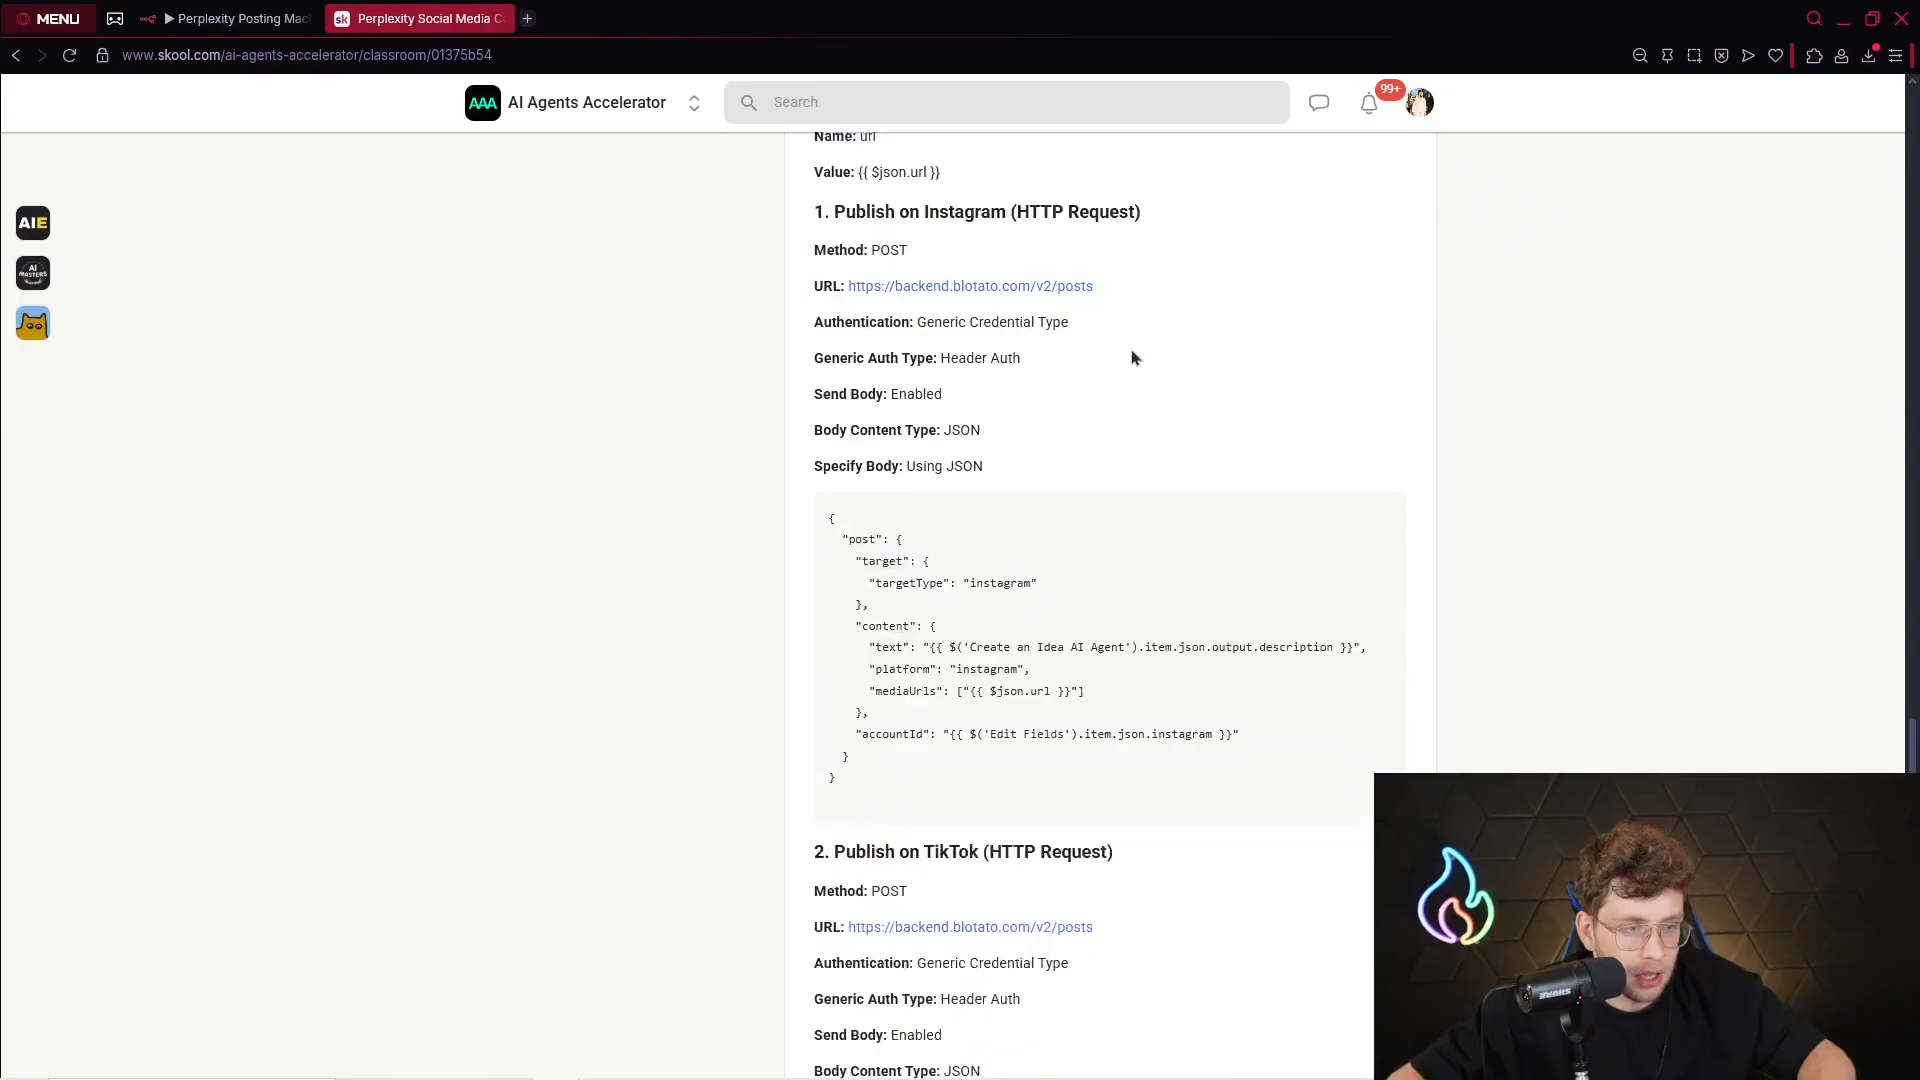 MENU
Perplexity Posting Mac
sk
Perplexity Social Media C
www.skool.com/ai-agents-accelerator/classroom/01375b54
AAA
AI Agents Accelerator
Search
99+
AIE
AI
MASTERS
Name: url
Value: {{ $json.url }}
1. Publish on Instagram (HTTP Request)
Method: POST
URL: https://backend.blotato.com/v2/posts
Authentication: Generic Credential Type
Generic Auth Type: Header Auth
Send Body: Enabled
Body Content Type: JSON
Specify Body: Using JSON
{
"post": {
"target": {
"targetType": "instagram"
},
"content": {
"text": "{{ $('Create an Idea AI Agent').item.json.output.description }}",
"platform": "instagram",
"mediaUrls": ["{{ $json.url }}"]
},
"accountId": "{{ $('Edit Fields').item.json.instagram }}"
}
}
2. Publish on TikTok (HTTP Request)
Method: POST
URL: https://backend.blotato.com/v2/posts
Authentication: Generic Credential Type
Generic Auth Type: Header Auth
Send Body: Enabled
Body Content Type: JSON
SHURE